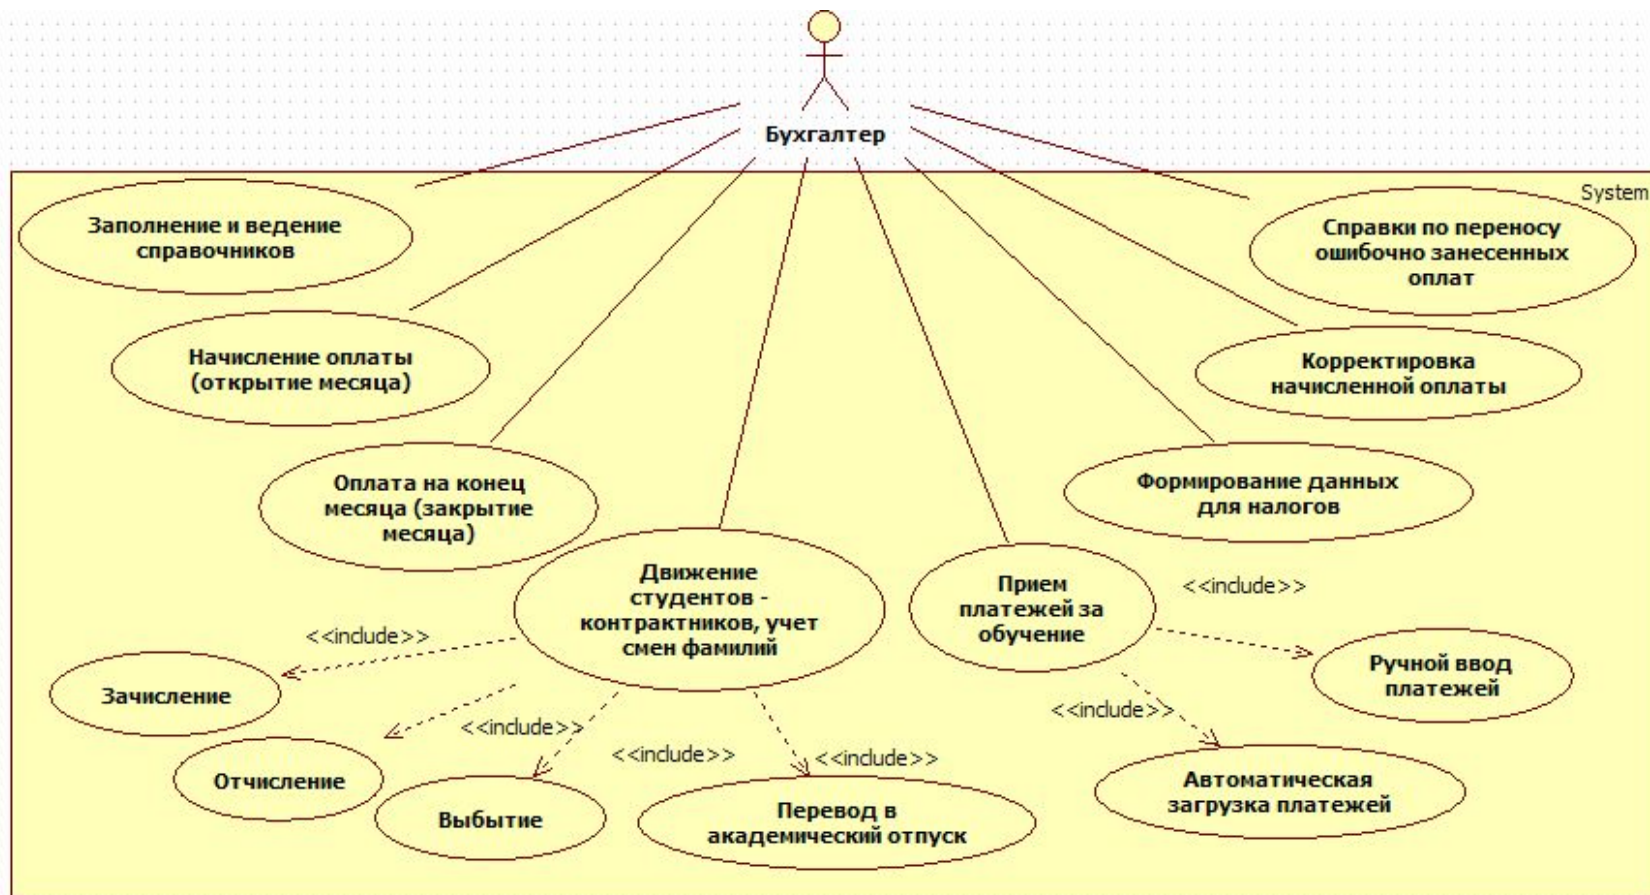 Бухгалтер
System
Заполнение и ведение
справочников
Справки по переносу
ошибочно занесенных
оплат
Начисление оплаты
(открытие месяца)
Корректировка
начисленной оплаты
Оплата на конец
месяца (закрытие
месяца)
Формирование данных
для налогов
Движение
студентов -
контрактников, учет
смен фамилий
Прием
платежей за
обучение
<<include>>
<<include>>
Зачисление
Ручной ввод
платежей
<<include>>
<<include>>
<<include>>
<<include>>
Отчисление
Выбытие
Перевод в
академический отпуск
Автоматическая
загрузка платежей